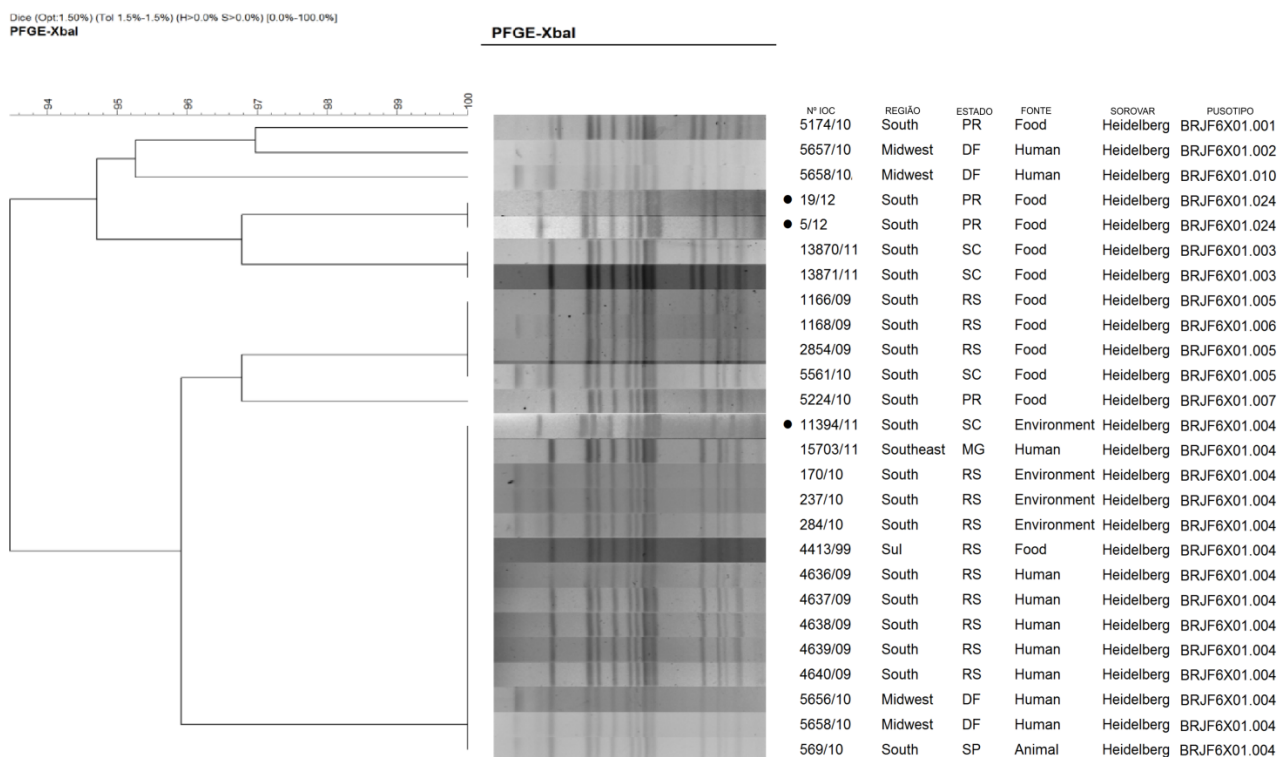 Dice (Opt:1.50%) (Tol 1.5%-1.5%) (H>0.0% S>0.0%) [0.0%-100.0%]
PFGE-XbaI
PFGE-XbaI
94 95 96 97 98 99 100
Nº IOC REGIÃO ESTADO FONTE SOROVAR PUSOTIPO
5174/10 South PR Food Heidelberg BRJF6X01.001
5657/10 Midwest DF Human Heidelberg BRJF6X01.002
5658/10. Midwest DF Human Heidelberg BRJF6X01.010
● 19/12 South PR Food Heidelberg BRJF6X01.024
● 5/12 South PR Food Heidelberg BRJF6X01.024
13870/11 South SC Food Heidelberg BRJF6X01.003
13871/11 South SC Food Heidelberg BRJF6X01.003
1166/09 South RS Food Heidelberg BRJF6X01.005
1168/09 South RS Food Heidelberg BRJF6X01.006
2854/09 South RS Food Heidelberg BRJF6X01.005
5561/10 South SC Food Heidelberg BRJF6X01.005
5224/10 South PR Food Heidelberg BRJF6X01.007
● 11394/11 South SC Environment Heidelberg BRJF6X01.004
15703/11 Southeast MG Human Heidelberg BRJF6X01.004
170/10 South RS Environment Heidelberg BRJF6X01.004
237/10 South RS Environment Heidelberg BRJF6X01.004
284/10 South RS Environment Heidelberg BRJF6X01.004
4413/99 Sul RS Food Heidelberg BRJF6X01.004
4636/09 South RS Human Heidelberg BRJF6X01.004
4637/09 South RS Human Heidelberg BRJF6X01.004
4638/09 South RS Human Heidelberg BRJF6X01.004
4639/09 South RS Human Heidelberg BRJF6X01.004
4640/09 South RS Human Heidelberg BRJF6X01.004
5656/10 Midwest DF Human Heidelberg BRJF6X01.004
5658/10 Midwest DF Human Heidelberg BRJF6X01.004
569/10 South SP Animal Heidelberg BRJF6X01.004